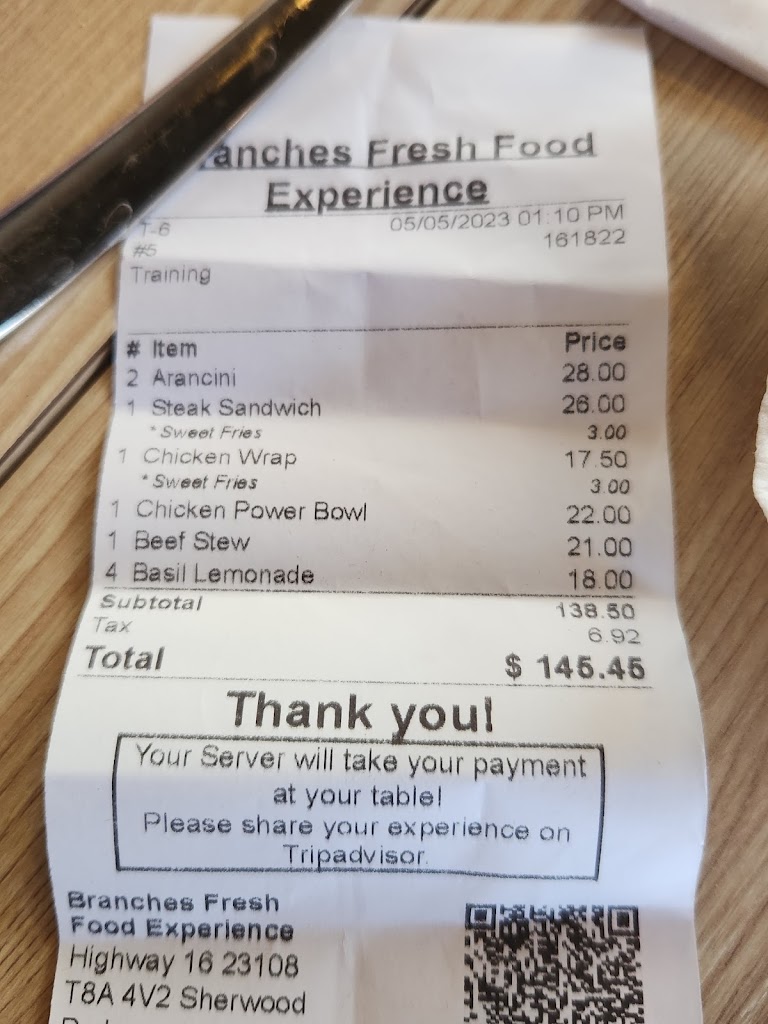 anches Fresh Food
Experience
T-6 05/05/2023 01:10 PM
#5 161822
Training
# Item Price
2 Arancini 28.00
1 Steak Sandwich 26.00
* Sweet Fries 3.00
1 Chicken Wrap 17.50
* Sweet Fries 3.00
1 Chicken Power Bowl 22.00
1 Beef Stew 21.00
4 Basil Lemonade 18.00
Subtotal 138.50
Tax 6.92
Total $ 145.45
Thank you!
Your Server will take your payment
at your table!
Please share your experience on
Tripadvisor.
Branches Fresh
Food Experience
Highway 16 23108
T8A 4V2 Sherwood